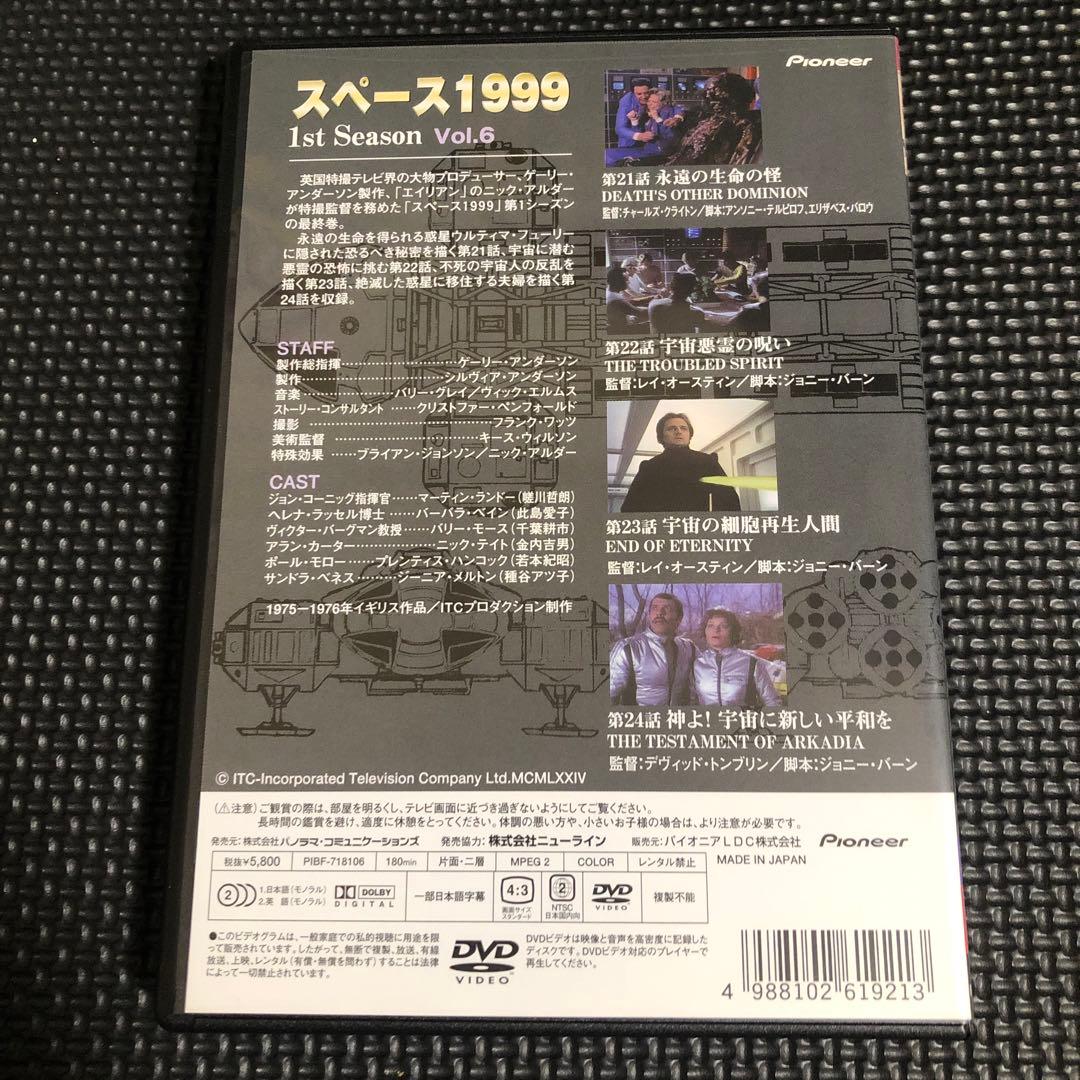 Pioneer
スペース1999
1st Season Vol.6
英国特撮テレビ界の大物プロデューサー、ゲーリー・
アンダーソン製作、「エイリアン」のニック・アルダー
が特撮監督を務めた「スペース1999」第1シーズン
の最終巻。
永遠の生命を得られる惑星ウルティマ・フューリー
に隠された恐るべき秘密を描く第21話、宇宙に潜む
悪霊の恐怖に挑む第22話、不死の宇宙人の反乱を
描く第23話、絶滅した惑星に移住する夫婦を描く第
24話を収録。
STAFF
製作総指揮……………………ゲーリー・アンダーソン
製作……………………シルヴィア・アンダーソン
音楽……………バリー・グレイ/ヴィック・エルムス
ストーリー・コンサルタント……クリストファー・ペンフォールド
撮影……………………フランク・ワッツ
美術監督……………………キース・ウィルソン
特殊効果……ブライアン・ジョンソン/ニック・アルダー
CAST
ジョン・コーニッグ指揮官……マーティン・ランドー(瑳川哲朗)
ヘレナ・ラッセル博士……バーバラ・ベイン(此島愛子)
ヴィクター・バーグマン教授……バリー・モース(千葉耕市)
アラン・カーター……………ニック・テイト(金内吉男)
ポール・モロー……プレンティス・ハンコック(若本紀昭)
サンドラ・ベネス………ジーニア・メルトン(種谷アツ子)
1975ー1976年イギリス作品/ITCプロダクション制作
第21話 永遠の生命の怪
DEATH'S OTHER DOMINION
監督:チャールズ・クライトン/脚本:アンソニー・テルピロフ、エリザベス・バロウ
第22話 宇宙悪霊の呪い
THE TROUBLED SPIRIT
監督:レイ・オースティン/脚本:ジョニー・バーン
第23話 宇宙の細胞再生人間
END OF ETERNITY
監督:レイ・オースティン/脚本:ジョニー・バーン
第24話 神よ! 宇宙に新しい平和を
THE TESTAMENT OF ARKADIA
監督:デヴィッド・トンブリン/脚本:ジョニー・バーン
© ITC-Incorporated Television Company Ltd.MCMLXXIV
(⚠注意) ご観賞の際は、部屋を明るくし、テレビ画面に近づき過ぎないようにしてご覧ください。
長時間の鑑賞を避け、適度に休憩をとってください。体調の悪い方や、小さいお子様の場合は、より注意が必要です。
発売元:株式会社パノラマ・コミュニケーションズ 発売協力:株式会社ニューライン 販売元:パイオニアLDC株式会社 Pioneer
税抜¥5,800 PIBF-718106 180min 片面・二層 MPEG 2 COLOR レンタル禁止 MADE IN JAPAN
2 1.日本語(モノラル) DOLBY 一部日本語字幕 4:3 2 DVD 複製不能
2.英 語(モノラル) DIGITAL 画面サイズ NTSC VIDEO
スタンダード 日本国内向
●このビデオグラムは、一般家庭での私的視聴に用途を限
って販売されています。したがって、無断で複製、放送、有線
放送、上映、レンタル(有償・無償を問わず)することは法律
によって一切禁止されています。
DVD
VIDEO
DVDビデオは映像と音声を高密度に記録した
ディスクです。DVDビデオ対応のプレイヤーで
再生してください。
4 988102 619213